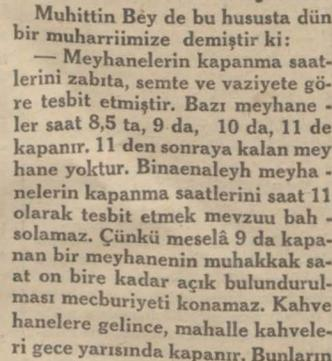 Muhittin Bey de bu hususta dün
bir muharriimize demiştir ki:
— Meyhanelerin kapanma saat-
lerini zabıta, semte ve vaziyete gö-
re tesbit etmiştir. Bazı meyhane -
ler saat 8,5 ta, 9 da, 10 da, 11 de
kapanır. 11 den sonraya kalan mey
hane yoktur. Binaenaleyh meyha -
nelerin kapanma saatlerini saat 11
olarak tesbit etmek mevzuu bah -
solamaz. Çünkü meselâ 9 da kapa-
nan bir meyhanenin muhakkak sa-
at on bire kadar açık bulundurul-
ması mecburiyeti konamaz. Kahve
hanelere gelince, mahalle kahvele-
ri gece yarısında kapanır. Bunların